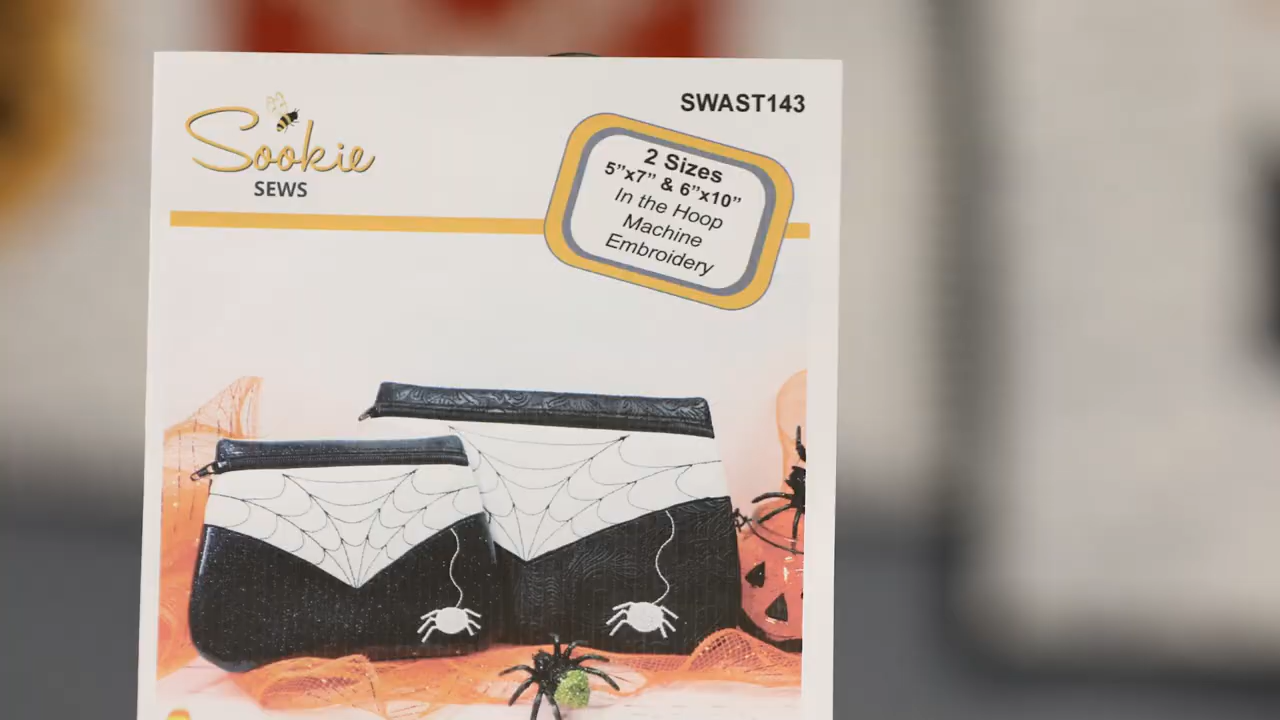 Sookie
SEWS
SWAST143
2 Sizes
5”x7” & 6”x10”
In the Hoop
Machine
Embroidery